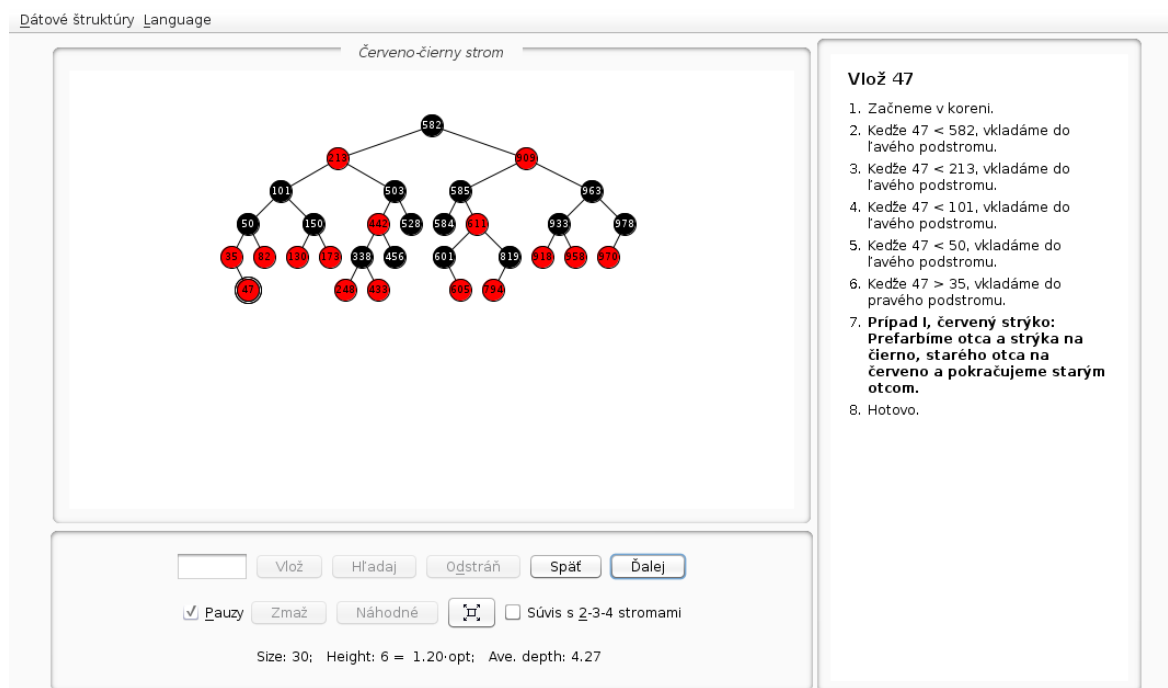 Dátové štruktúry Language
Červeno-čierny strom
582
213 909
101 503 585 963
50 150 442 528 584 611 933 978
35 82 130 173 338 456 601 819 918 958 970
47 248 433 605 794
Vlož 47
1. Začneme v koreni.
2. Kedže 47 < 582, vkladáme do
ľavého podstromu.
3. Kedže 47 < 213, vkladáme do
ľavého podstromu.
4. Kedže 47 < 101, vkladáme do
ľavého podstromu.
5. Kedže 47 < 50, vkladáme do
ľavého podstromu.
6. Kedže 47 > 35, vkladáme do
pravého podstromu.
7. Prípad I, červený strýko:
Prefarbíme otca a strýka na
čierno, starého otca na
červeno a pokračujeme starým
otcom.
8. Hotovo.
Vlož Hľadaj Odstráň Späť Ďalej
Pauzy Zmaž Náhodné Súvis s 2-3-4 stromami
Size: 30; Height: 6 = 1.20·opt; Ave. depth: 4.27